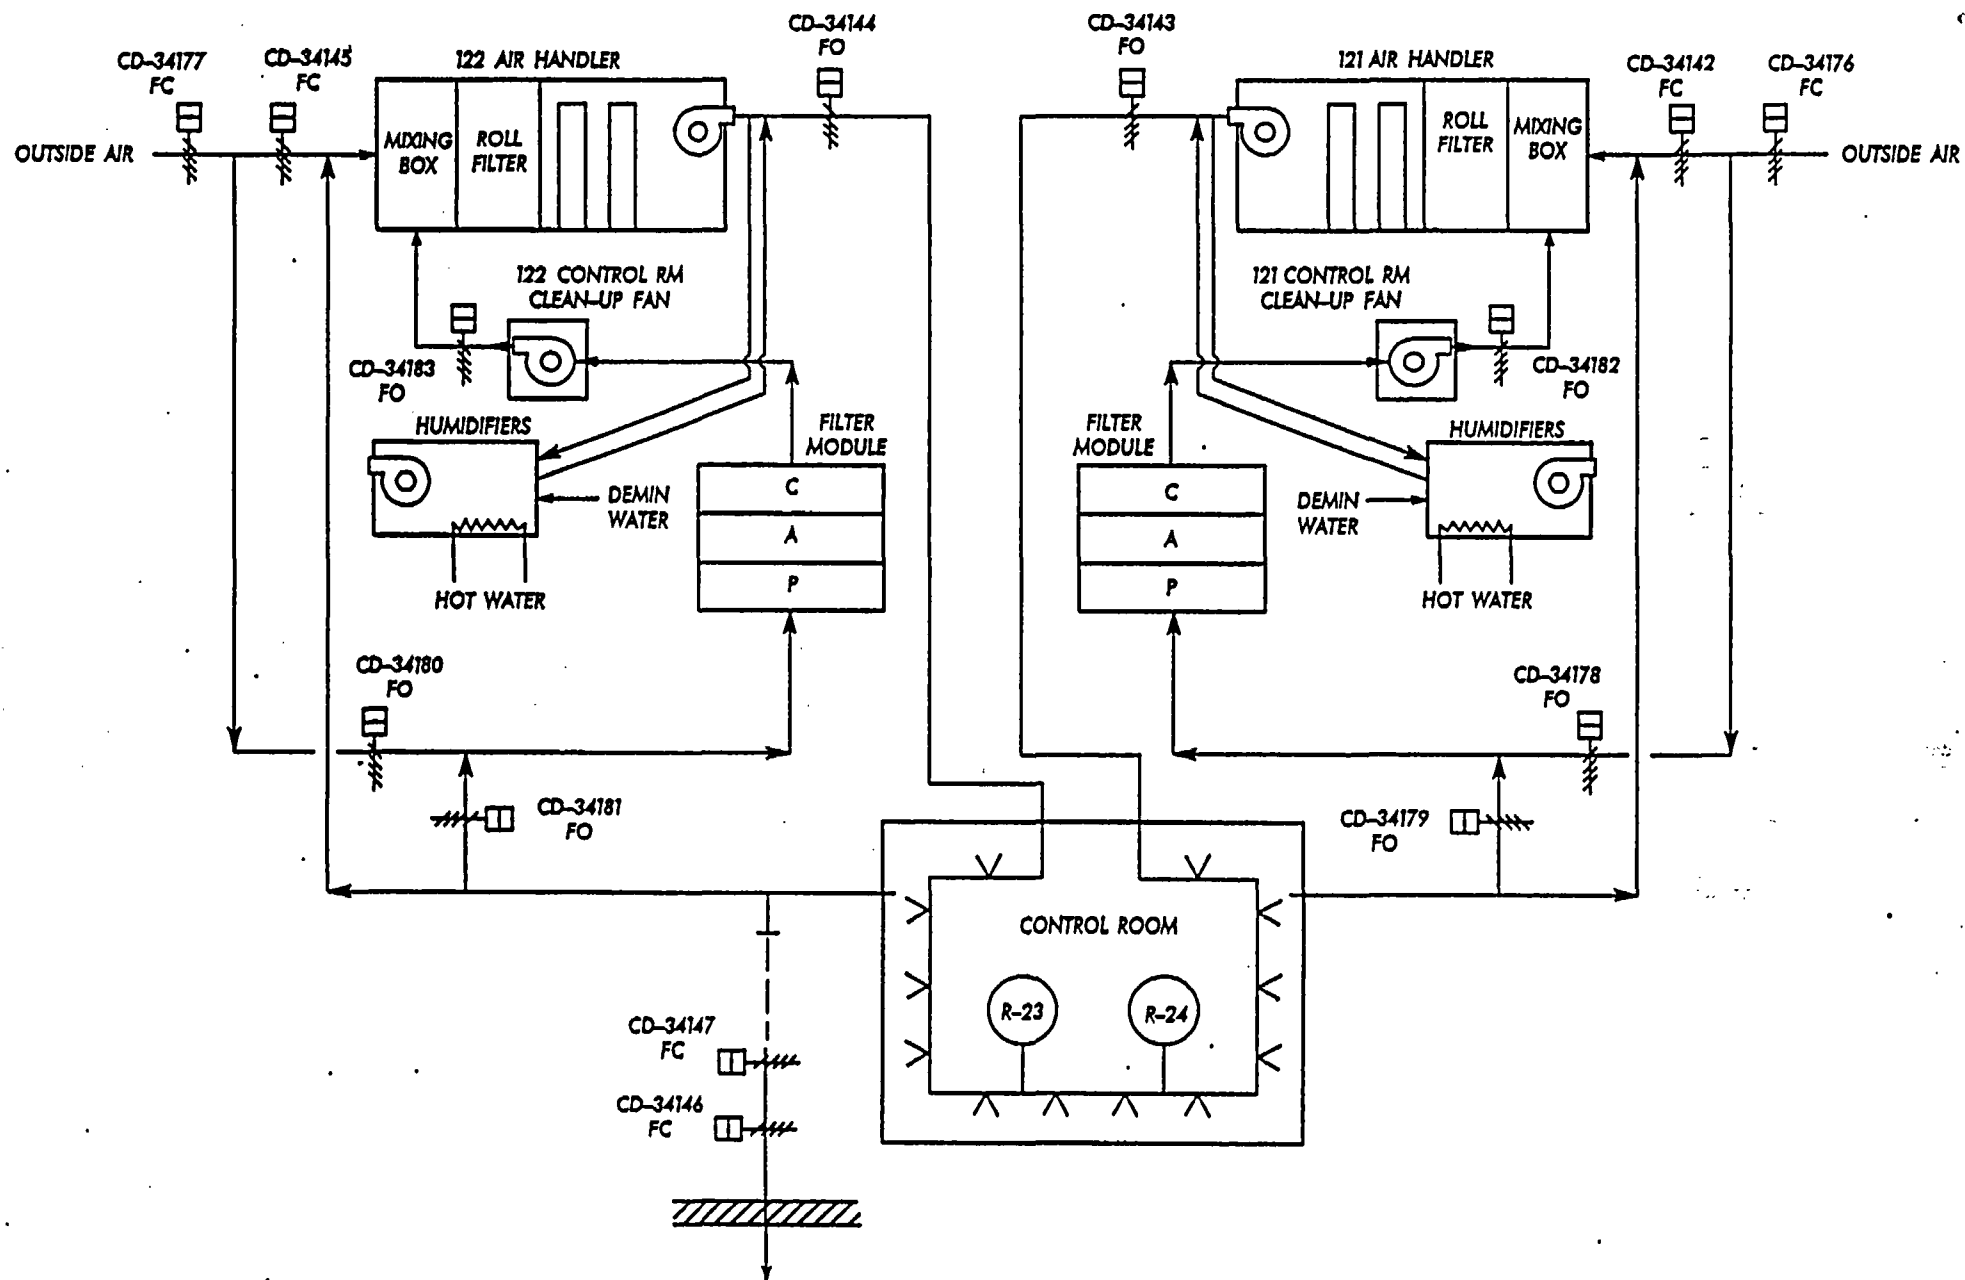 CD-34144
FO
CD-34143
FO
CD-34177
FC
CD-34145
FC
122 AIR HANDLER
121 AIR HANDLER
CD-34142
FC
CD-34176
FC
OUTSIDE AIR
MIXING
BOX
ROLL
FILTER
ROLL
FILTER
MIXING
BOX
OUTSIDE AIR
122 CONTROL RM
CLEAN-UP FAN
121 CONTROL RM
CLEAN-UP FAN
CD-34183
FO
CD-34182
FO
HUMIDIFIERS
FILTER
MODULE
FILTER
MODULE
HUMIDIFIERS
DEMIN
WATER
C
A
P
C
A
P
DEMIN
WATER
HOT WATER
HOT WATER
CD-34180
FO
CD-34178
FO
CD-34181
FO
CD-34179
FO
CONTROL ROOM
R-23
R-24
CD-34147
FC
CD-34146
FC